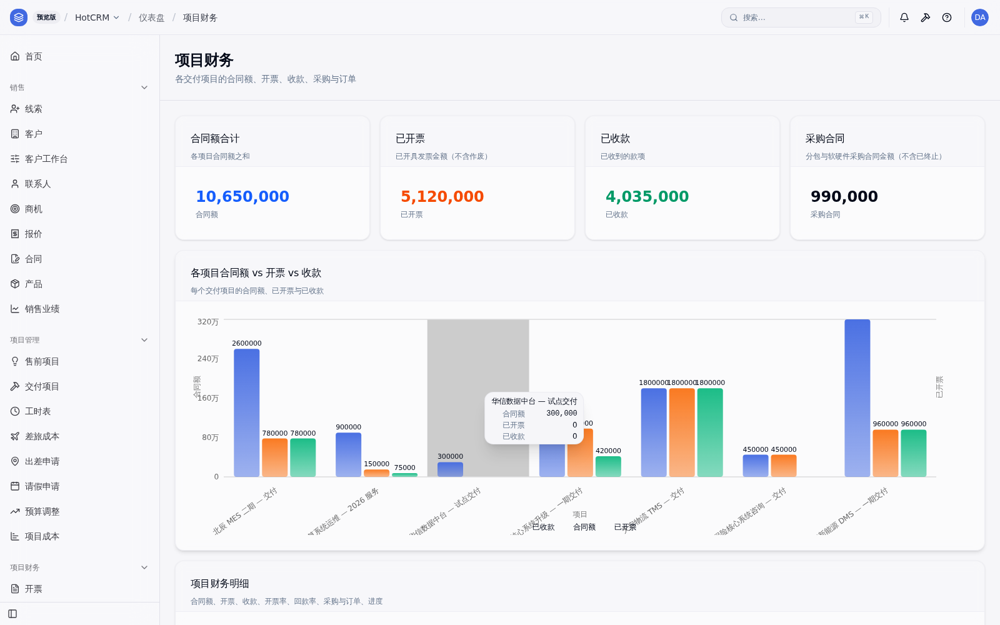 预览版 / HotCRM / 仪表盘 / 项目财务
搜索...
⌘K
DA
首页
销售
线索
客户
客户工作台
联系人
商机
报价
合同
产品
销售业绩
项目管理
售前项目
交付项目
工时表
差旅成本
出差申请
请假申请
预算调整
项目成本
项目财务
开票
项目财务
各交付项目的合同额、开票、收款、采购与订单
合同额合计
各项目合同额之和
10,650,000
合同额
已开票
已开具发票金额（不含作废）
5,120,000
已开票
已收款
已收到的款项
4,035,000
已收款
采购合同
分包与软硬件采购合同金额（不含已终止）
990,000
采购合同
各项目合同额 vs 开票 vs 收款
每个交付项目的合同额、已开票与已收款
320万
240万
160万
80万
0
合同额
已开票
2600000
780000
780000
900000
150000
75000
300000
420000
1800000
1800000
1800000
450000
450000
960000
960000
华信数据中台 — 试点交付
合同额 300,000
已开票 0
已收款 0
北辰 MES 二期 — 交付
系统运维 — 2026 服务
华信数据中台 — 试点交付
心系统升级 — 一期交付
物流 TMS — 交付
险核心系统咨询 — 交付
新能源 DMS — 一期交付
项目
已收款
合同额
已开票
项目财务明细
合同额、开票、收款、开票率、回款率、采购与订单、进度